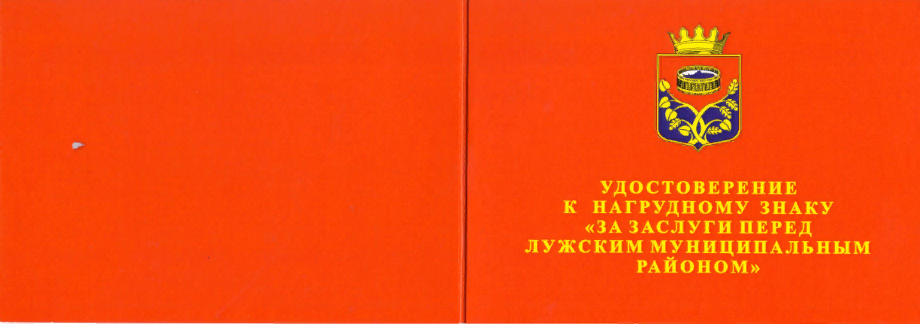 УДОСТОВЕРЕНИЕ
К НАГРУДНОМУ ЗНАКУ
«ЗА ЗАСЛУГИ ПЕРЕД
ЛУЖСКИМ МУНИЦИПАЛЬНЫМ
РАЙОНОМ»